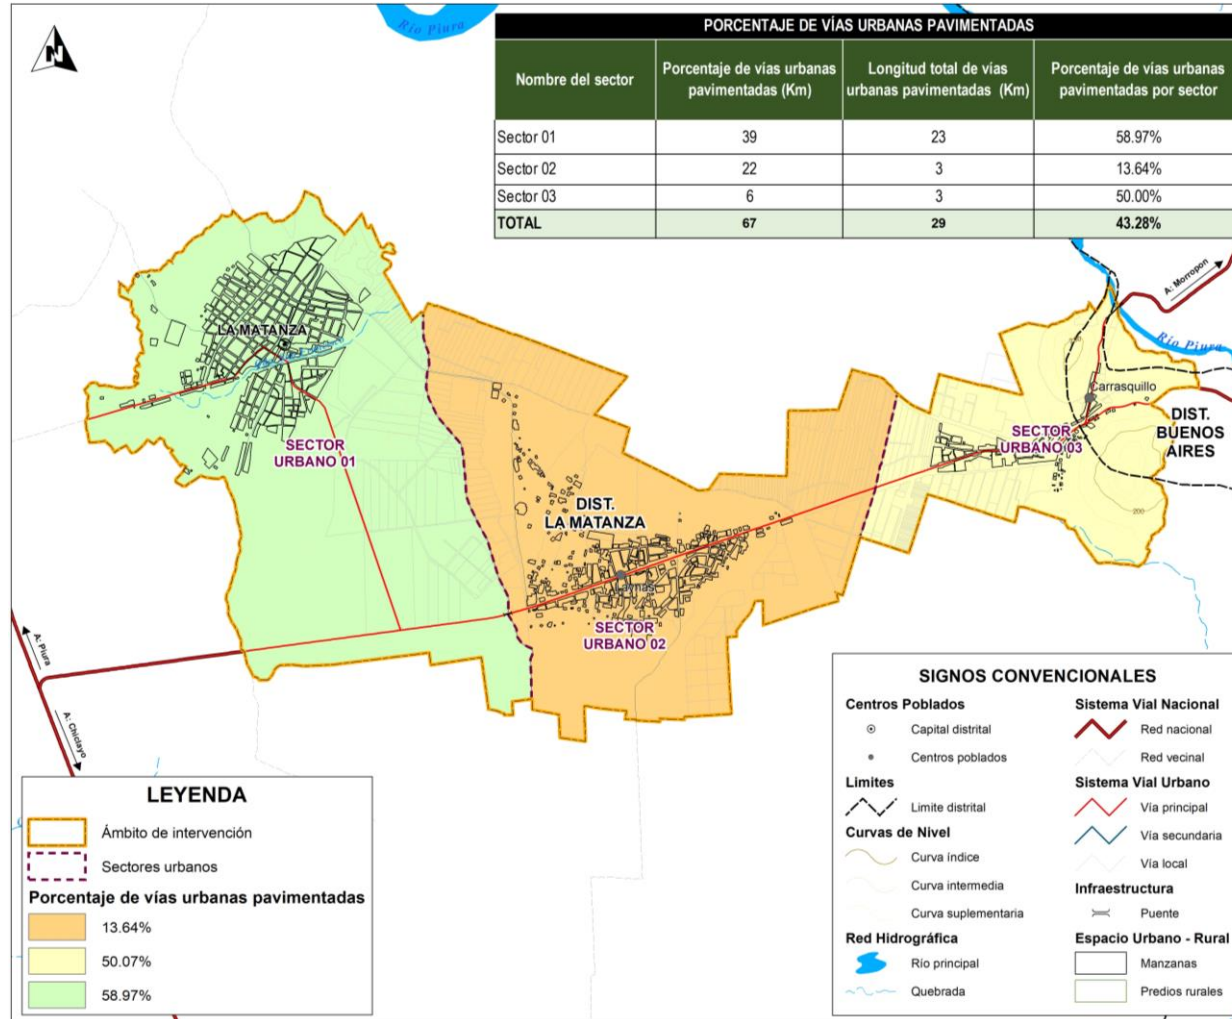 Río Piura
N
PORCENTAJE DE VÍAS URBANAS PAVIMENTADAS
Nombre del sector
Porcentaje de vías urbanas
pavimentadas (Km)
Longitud total de vías
urbanas pavimentadas (Km)
Porcentaje de vías urbanas
pavimentadas por sector
Sector 01 39 23 58.97%
Sector 02 22 3 13.64%
Sector 03 6 3 50.00%
TOTAL 67 29 43.28%
A: Morropon
Río Piura
LA MATANZA
Carrasquillo
SECTOR
URBANO 01
SECTOR
URBANO 03
DIST.
BUENOS
AIRES
DIST.
LA MATANZA
200
SECTOR
URBANO 02
A: Piura
A: Chiclayo
LEYENDA
Ámbito de intervención
Sectores urbanos
Porcentaje de vías urbanas pavimentadas
13.64%
50.07%
58.97%
SIGNOS CONVENCIONALES
Centros Poblados
Capital distrital
Centros poblados
Limites
Limite distrital
Curvas de Nivel
Curva índice
Curva intermedia
Curva suplementaria
Red Hidrográfica
Río principal
Quebrada
Sistema Vial Nacional
Red nacional
Red vecinal
Sistema Vial Urbano
Vía principal
Vía secundaria
Vía local
Infraestructura
Puente
Espacio Urbano - Rural
Manzanas
Predios rurales